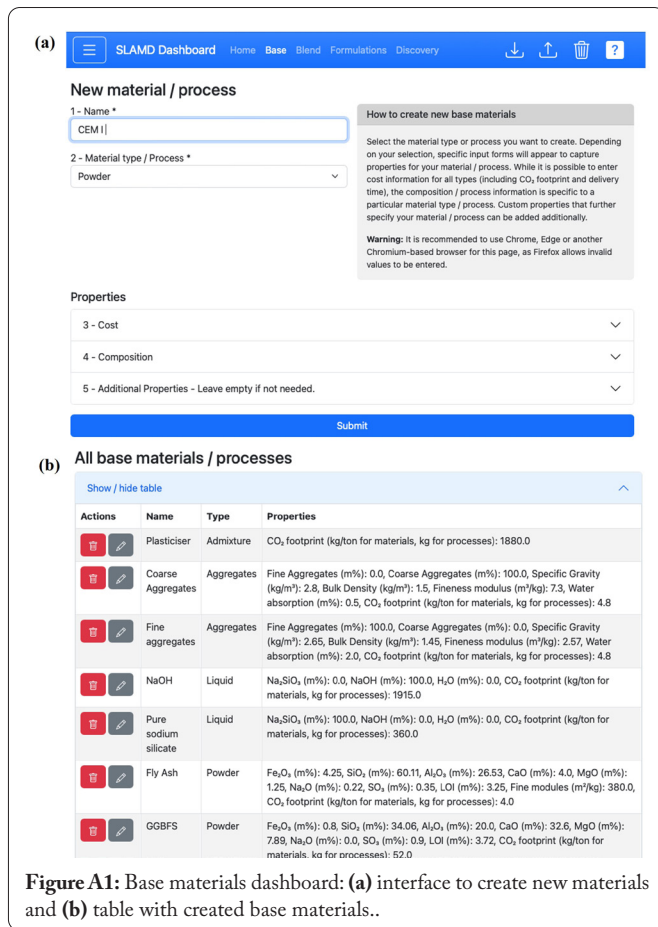 (a)
SLAMD Dashboard Home Base Blend Formulations Discovery ?
New material / process
1 - Name *
CEM I
2 - Material type / Process *
Powder
How to create new base materials
Select the material type or process you want to create. Depending
on your selection, specific input forms will appear to capture
properties for your material / process. While it is possible to enter
cost information for all types (including CO₂ footprint and delivery
time), the composition / process information is specific to a
particular material type / process. Custom properties that further
specify your material / process can be added additionally.
Warning: It is recommended to use Chrome, Edge or another
Chromium-based browser for this page, as Firefox allows invalid
values to be entered.
Properties
3 - Cost
4 - Composition
5 - Additional Properties - Leave empty if not needed.
Submit
(b)
All base materials / processes
Show / hide table
Actions Name Type Properties
Plasticiser Admixture CO₂ footprint (kg/ton for materials, kg for processes): 1880.0
Coarse Aggregates Fine Aggregates (m%): 0.0, Coarse Aggregates (m%): 100.0, Specific Gravity
Aggregates (kg/m³): 2.8, Bulk Density (kg/m³): 1.5, Fineness modulus (m³/kg): 7.3, Water
absorption (m%): 0.5, CO₂ footprint (kg/ton for materials, kg for processes): 4.8
Fine Aggregates Fine Aggregates (m%): 100.0, Coarse Aggregates (m%): 0.0, Specific Gravity
aggregates (kg/m³): 2.65, Bulk Density (kg/m³): 1.45, Fineness modulus (m³/kg): 2.57, Water
absorption (m%): 2.0, CO₂ footprint (kg/ton for materials, kg for processes): 4.8
NaOH Liquid Na₂SiO₃ (m%): 0.0, NaOH (m%): 100.0, H₂O (m%): 0.0, CO₂ footprint (kg/ton for
materials, kg for processes): 1915.0
Pure Liquid Na₂SiO₃ (m%): 100.0, NaOH (m%): 0.0, H₂O (m%): 0.0, CO₂ footprint (kg/ton for
sodium materials, kg for processes): 360.0
silicate
Fly Ash Powder Fe₂O₃ (m%): 4.25, SiO₂ (m%): 60.11, Al₂O₃ (m%): 26.53, CaO (m%): 4.0, MgO (m%):
1.25, Na₂O (m%): 0.22, SO₃ (m%): 0.35, LOI (m%): 3.25, Fine modules (m²/kg): 380.0,
CO₂ footprint (kg/ton for materials, kg for processes): 4.0
GGBFS Powder Fe₂O₃ (m%): 0.8, SiO₂ (m%): 34.06, Al₂O₃ (m%): 20.0, CaO (m%): 32.6, MgO (m%):
7.89, Na₂O (m%): 0.0, SO₃ (m%): 0.9, LOI (m%): 3.72, CO₂ footprint (kg/ton for
materials, kg for processes): 52.0
Figure A1: Base materials dashboard: (a) interface to create new materials
and (b) table with created base materials..